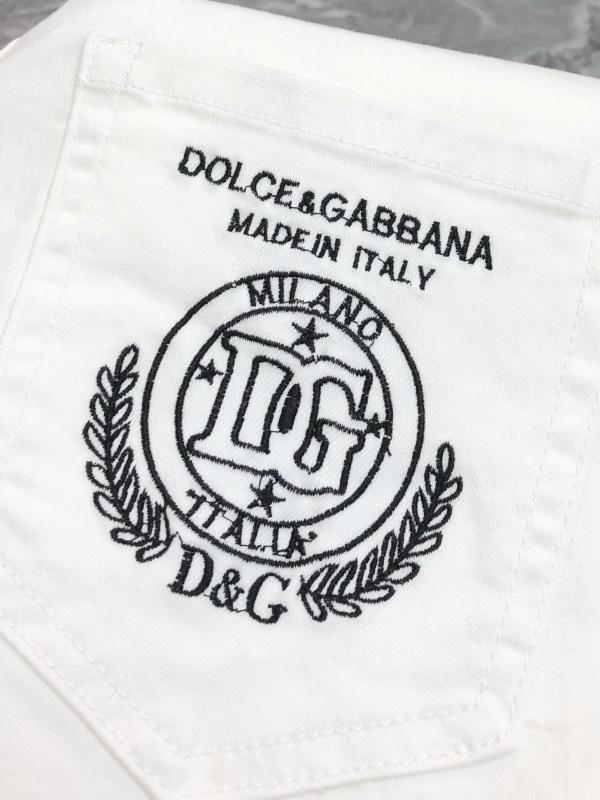 DOLCE&GABBANA
MADE IN ITALY
MILANO
DG
ITALIA
D&G